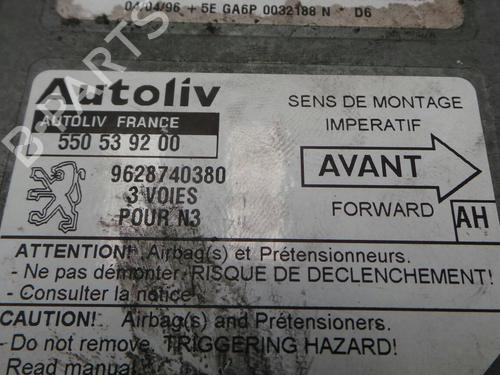 04/04/96 + 5E GA6P 0032188 N * D6
Autoliv
AUTOLIV FRANCE
550 53 92 00
9628740380
3 VOIES
POUR N3
SENS DE MONTAGE
IMPERATIF
AVANT
FORWARD
AH
ATTENTION! Airbag(s) et Prétensionneurs.
- Ne pas démonter. RISQUE DE DECLENCHEMENT!
- Consulter la notice
CAUTION! Airbag(s) and Pretensioners.
- Do not remove. TRIGGERING HAZARD!
Read manual
B-PARTS